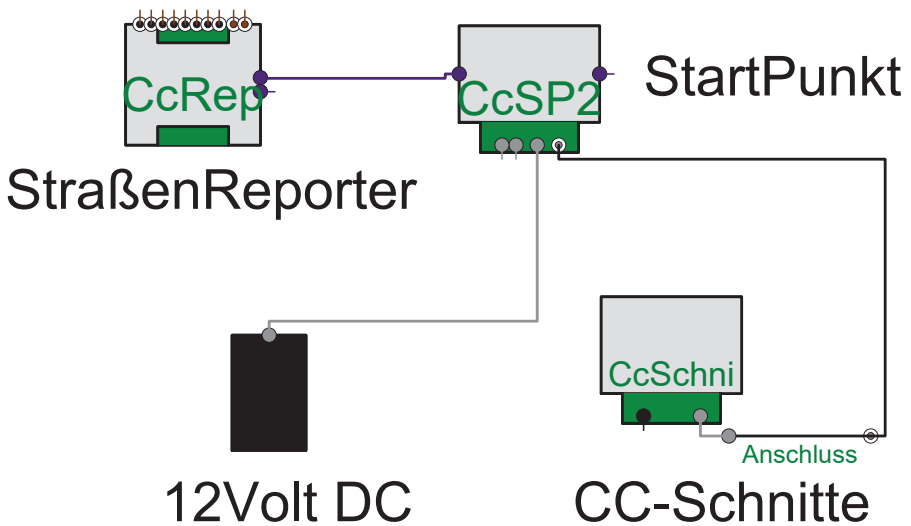 CcRep
CcSP2
StartPunkt
StraßenReporter
CcSchni
Anschluss
12Volt DC
CC-Schnitte